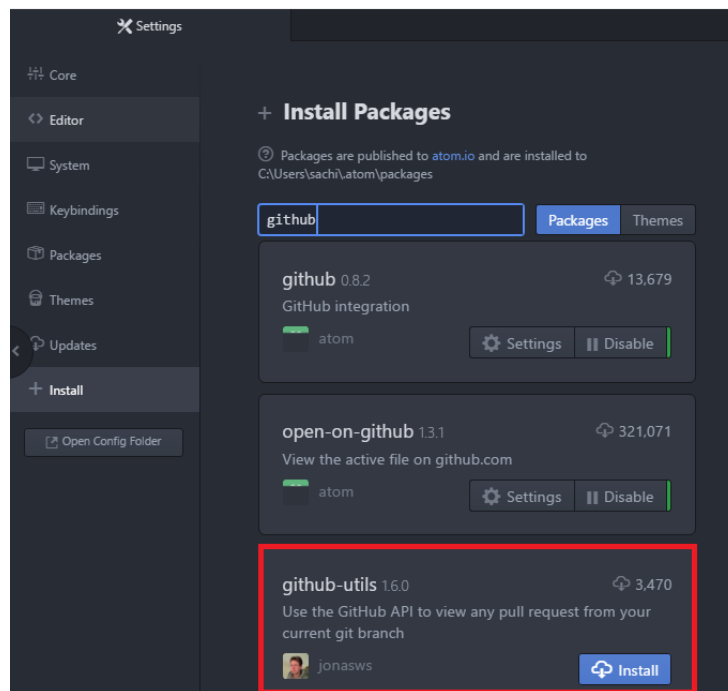 Settings
Core
Editor
System
Keybindings
Packages
Themes
Updates
Install
Open Config Folder
+ Install Packages
Packages are published to atom.io and are installed to
C:\Users\sachi\.atom\packages
github
Packages Themes
github 0.8.2 13,679
GitHub integration
atom
Settings Disable
open-on-github 1.3.1 321,071
View the active file on github.com
atom
Settings Disable
github-utils 1.6.0 3,470
Use the GitHub API to view any pull request from your
current git branch
jonasws
Install